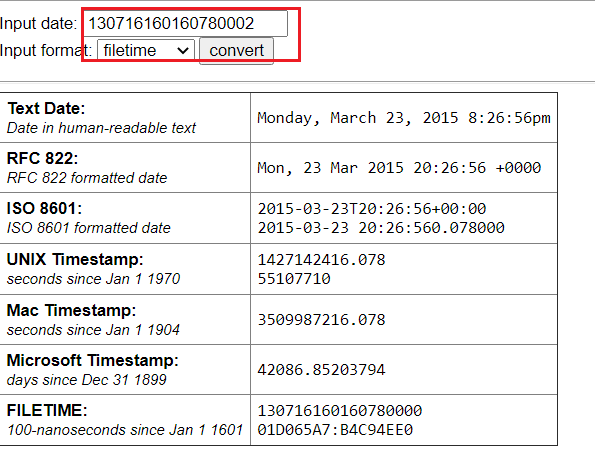 Input date: 130716160160780002
Input format: filetime convert
Text Date:
Date in human-readable text
Monday, March 23, 2015 8:26:56pm
RFC 822:
RFC 822 formatted date
Mon, 23 Mar 2015 20:26:56 +0000
ISO 8601:
ISO 8601 formatted date
2015-03-23T20:26:56+00:00
2015-03-23 20:26:560.078000
UNIX Timestamp:
seconds since Jan 1 1970
1427142416.078
55107710
Mac Timestamp:
seconds since Jan 1 1904
3509987216.078
Microsoft Timestamp:
days since Dec 31 1899
42086.85203794
FILETIME:
100-nanoseconds since Jan 1 1601
130716160160780000
01D065A7:B4C94EE0